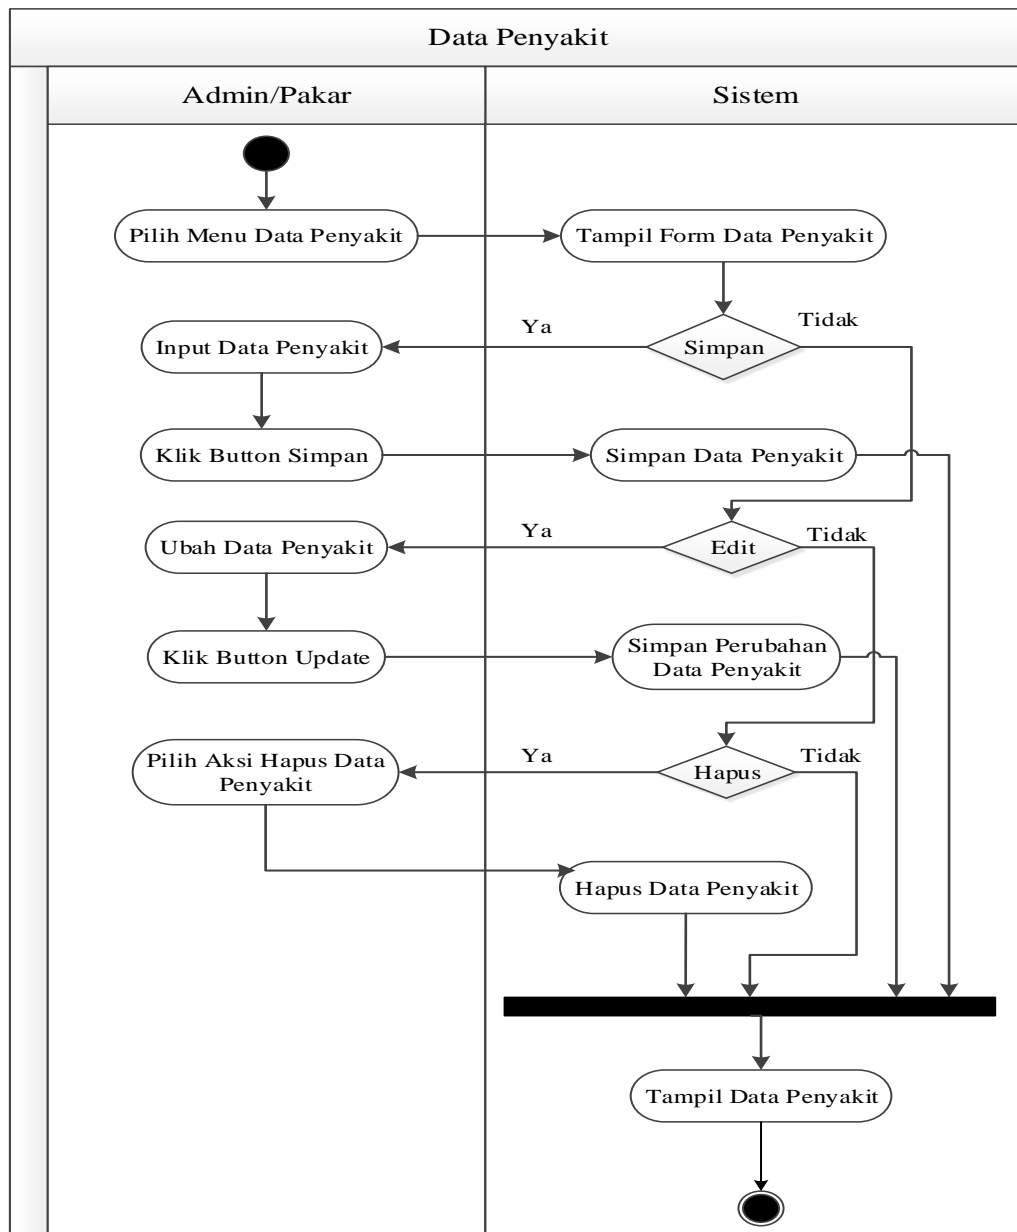 Data Penyakit
Admin/Pakar
Sistem
Pilih Menu Data Penyakit
Tampil Form Data Penyakit
Ya
Tidak
Input Data Penyakit
Simpan
Klik Button Simpan
Simpan Data Penyakit
Ya
Tidak
Ubah Data Penyakit
Edit
Klik Button Update
Simpan Perubahan
Data Penyakit
Pilih Aksi Hapus Data
Penyakit
Ya
Tidak
Hapus
Hapus Data Penyakit
Tampil Data Penyakit